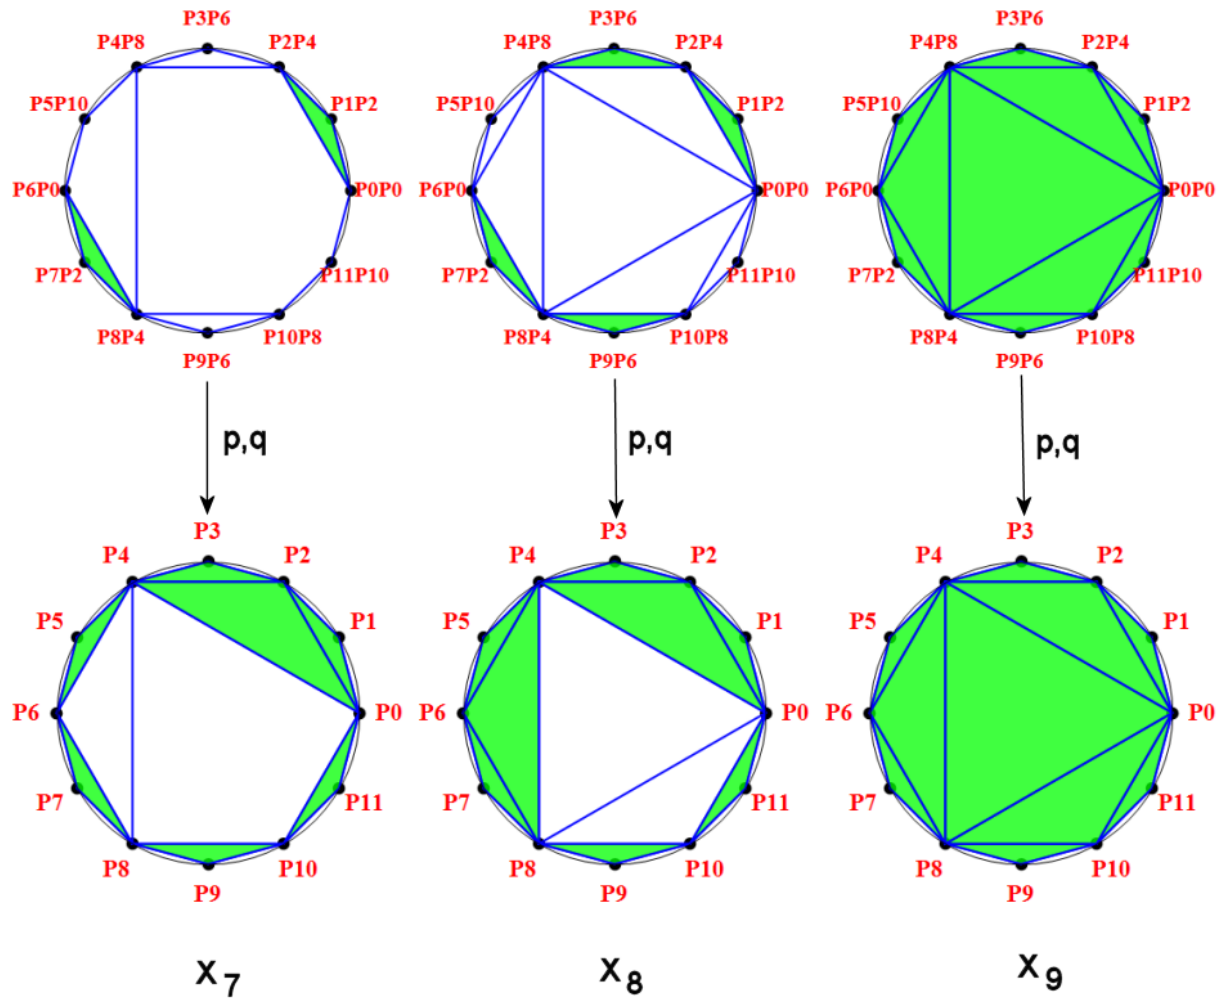 P3P6 P3P6 P3P6
P4P8 P2P4 P4P8 P2P4 P4P8 P2P4
P5P10 P1P2 P5P10 P1P2 P5P10 P1P2
P6P0 P0P0 P6P0 P0P0 P6P0 P0P0
P7P2 P11P10 P7P2 P11P10 P7P2 P11P10
P8P4 P10P8 P8P4 P10P8 P8P4 P10P8
P9P6 P9P6 P9P6
p,q p,q p,q
P3 P3 P3
P4 P2 P4 P2 P4 P2
P5 P1 P5 P1 P5 P1
P6 P0 P6 P0 P6 P0
P7 P11 P7 P11 P7 P11
P8 P10 P8 P10 P8 P10
P9 P9 P9
X7 X8 X9